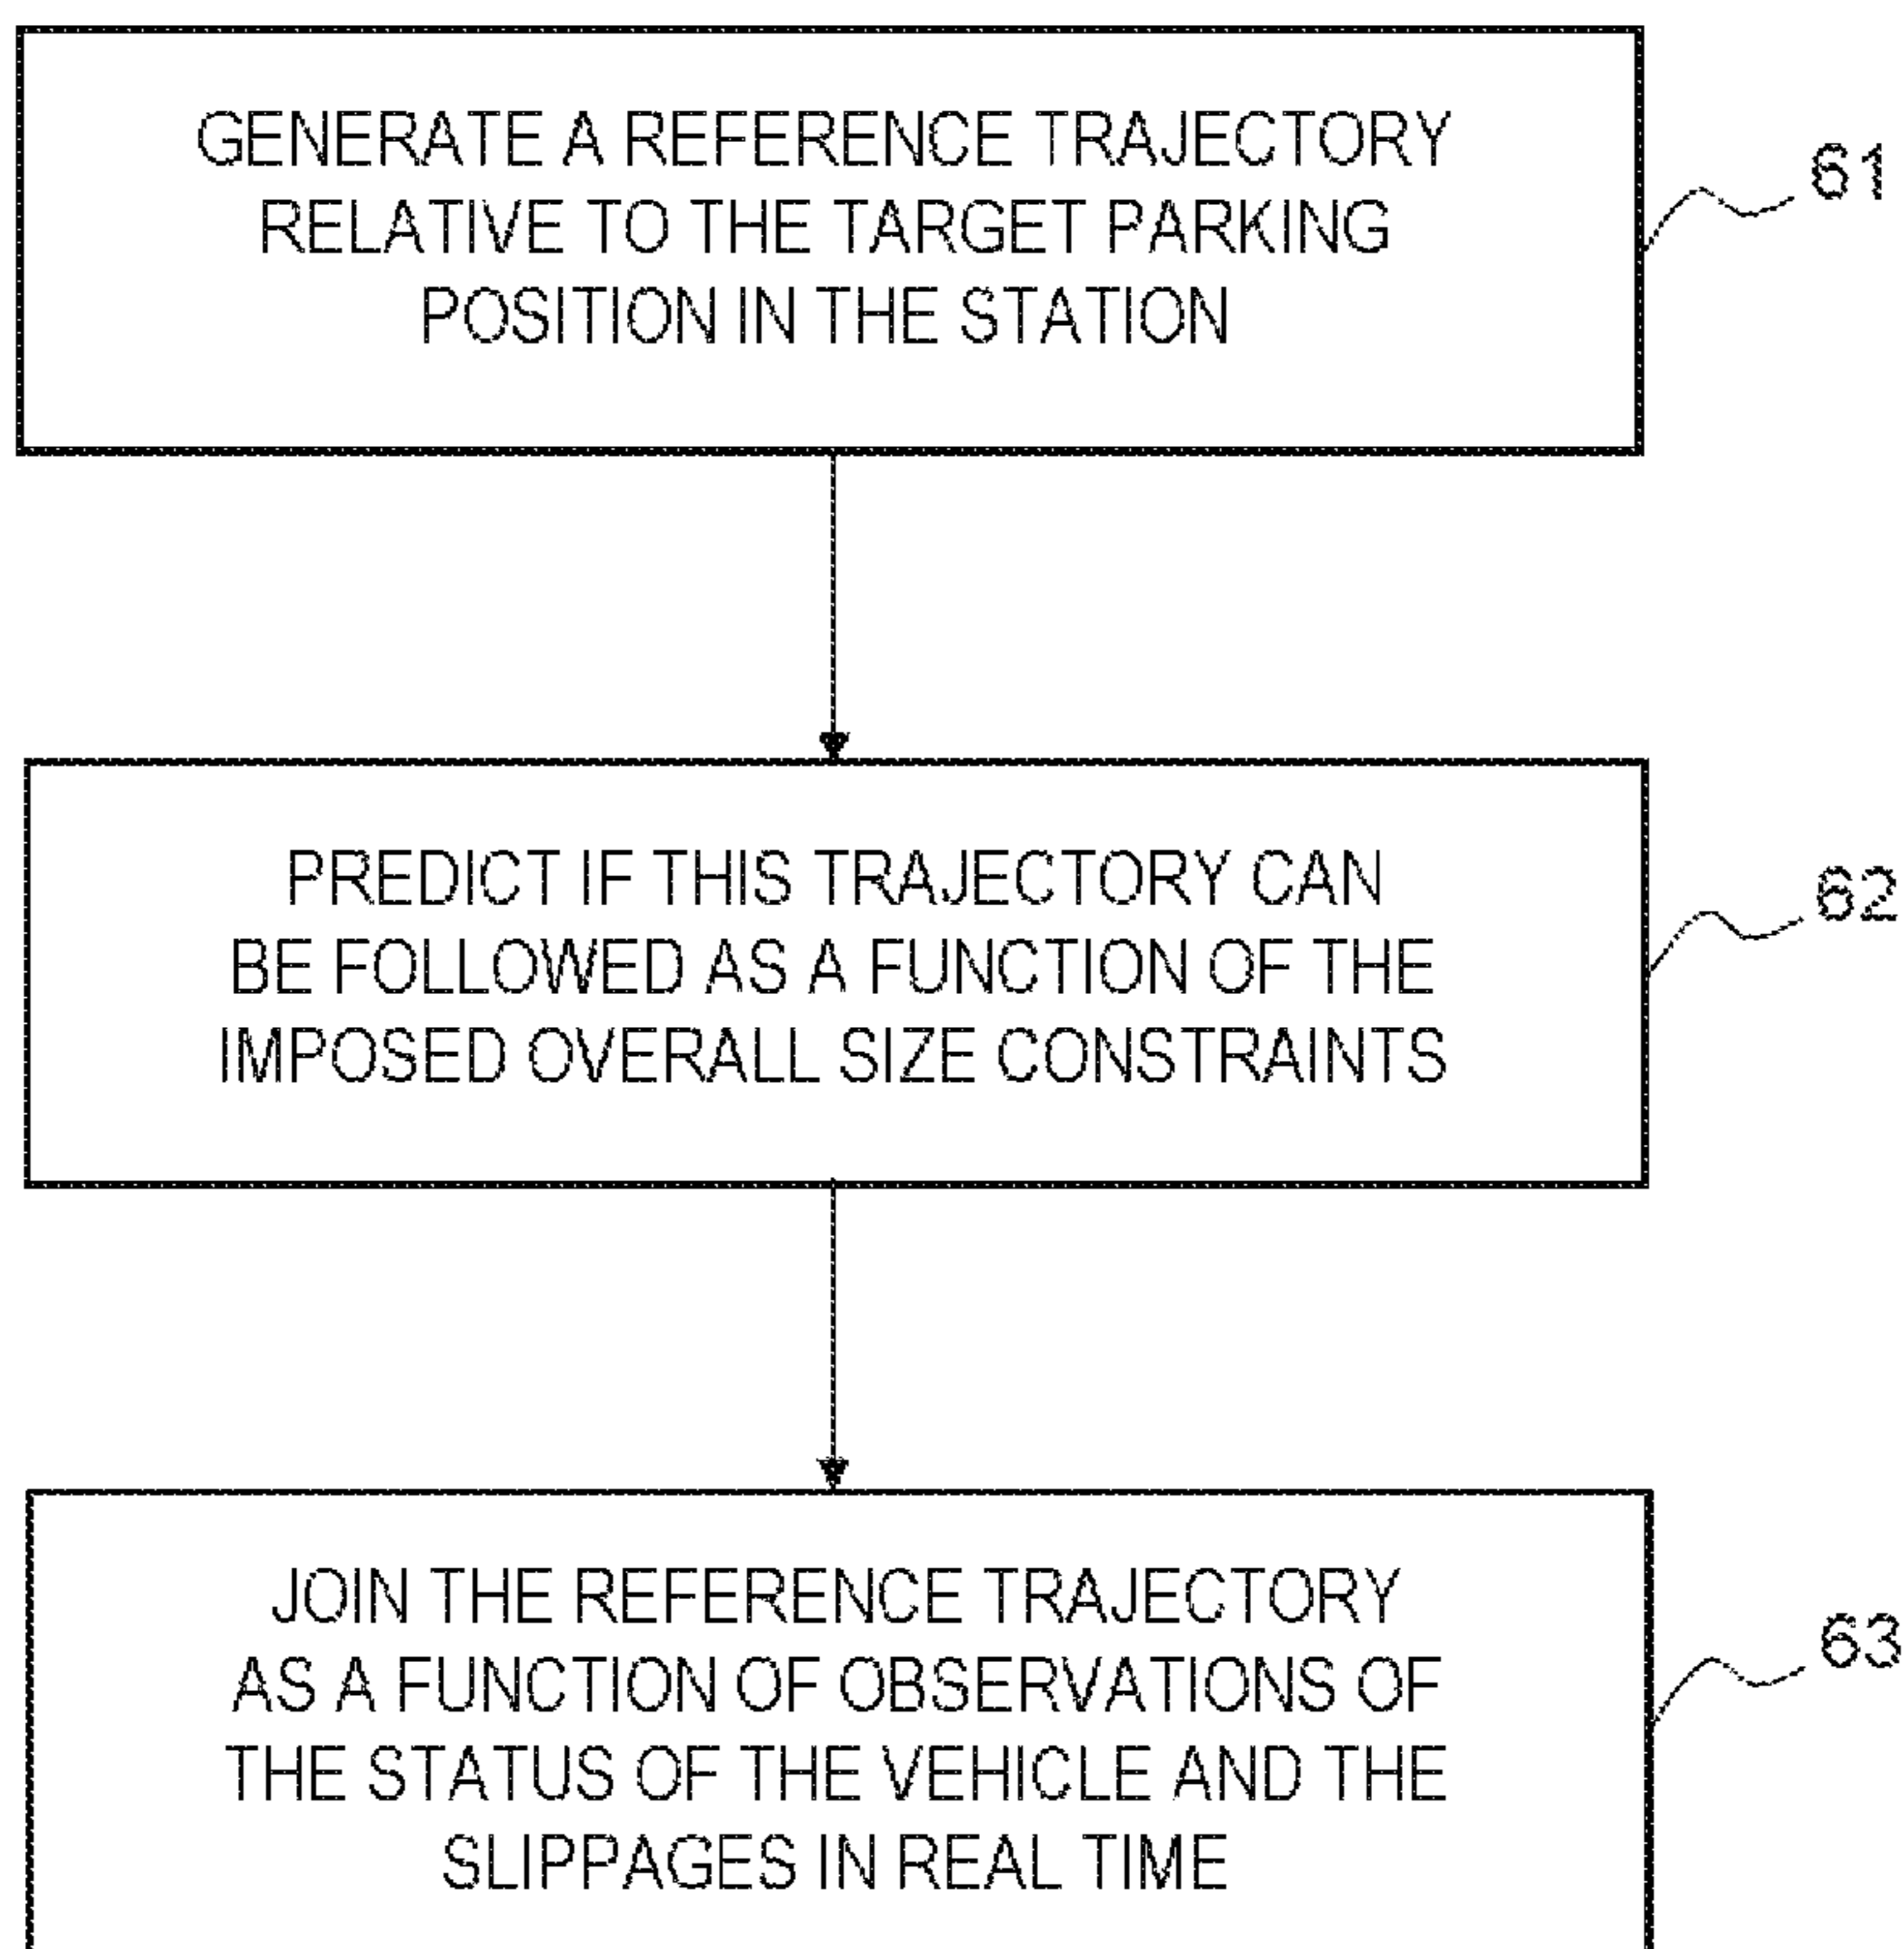 GENERATE A REFERENCE TRAJECTORY
RELATIVE TO THE TARGET PARKING
POSITION IN THE STATION
61
PREDICT IF THIS TRAJECTORY CAN
BE FOLLOWED AS A FUNCTION OF THE
IMPOSED OVERALL SIZE CONSTRAINTS
62
JOIN THE REFERENCE TRAJECTORY
AS A FUNCTION OF OBSERVATIONS OF
THE STATUS OF THE VEHICLE AND THE
SLIPPAGES IN REAL TIME
63